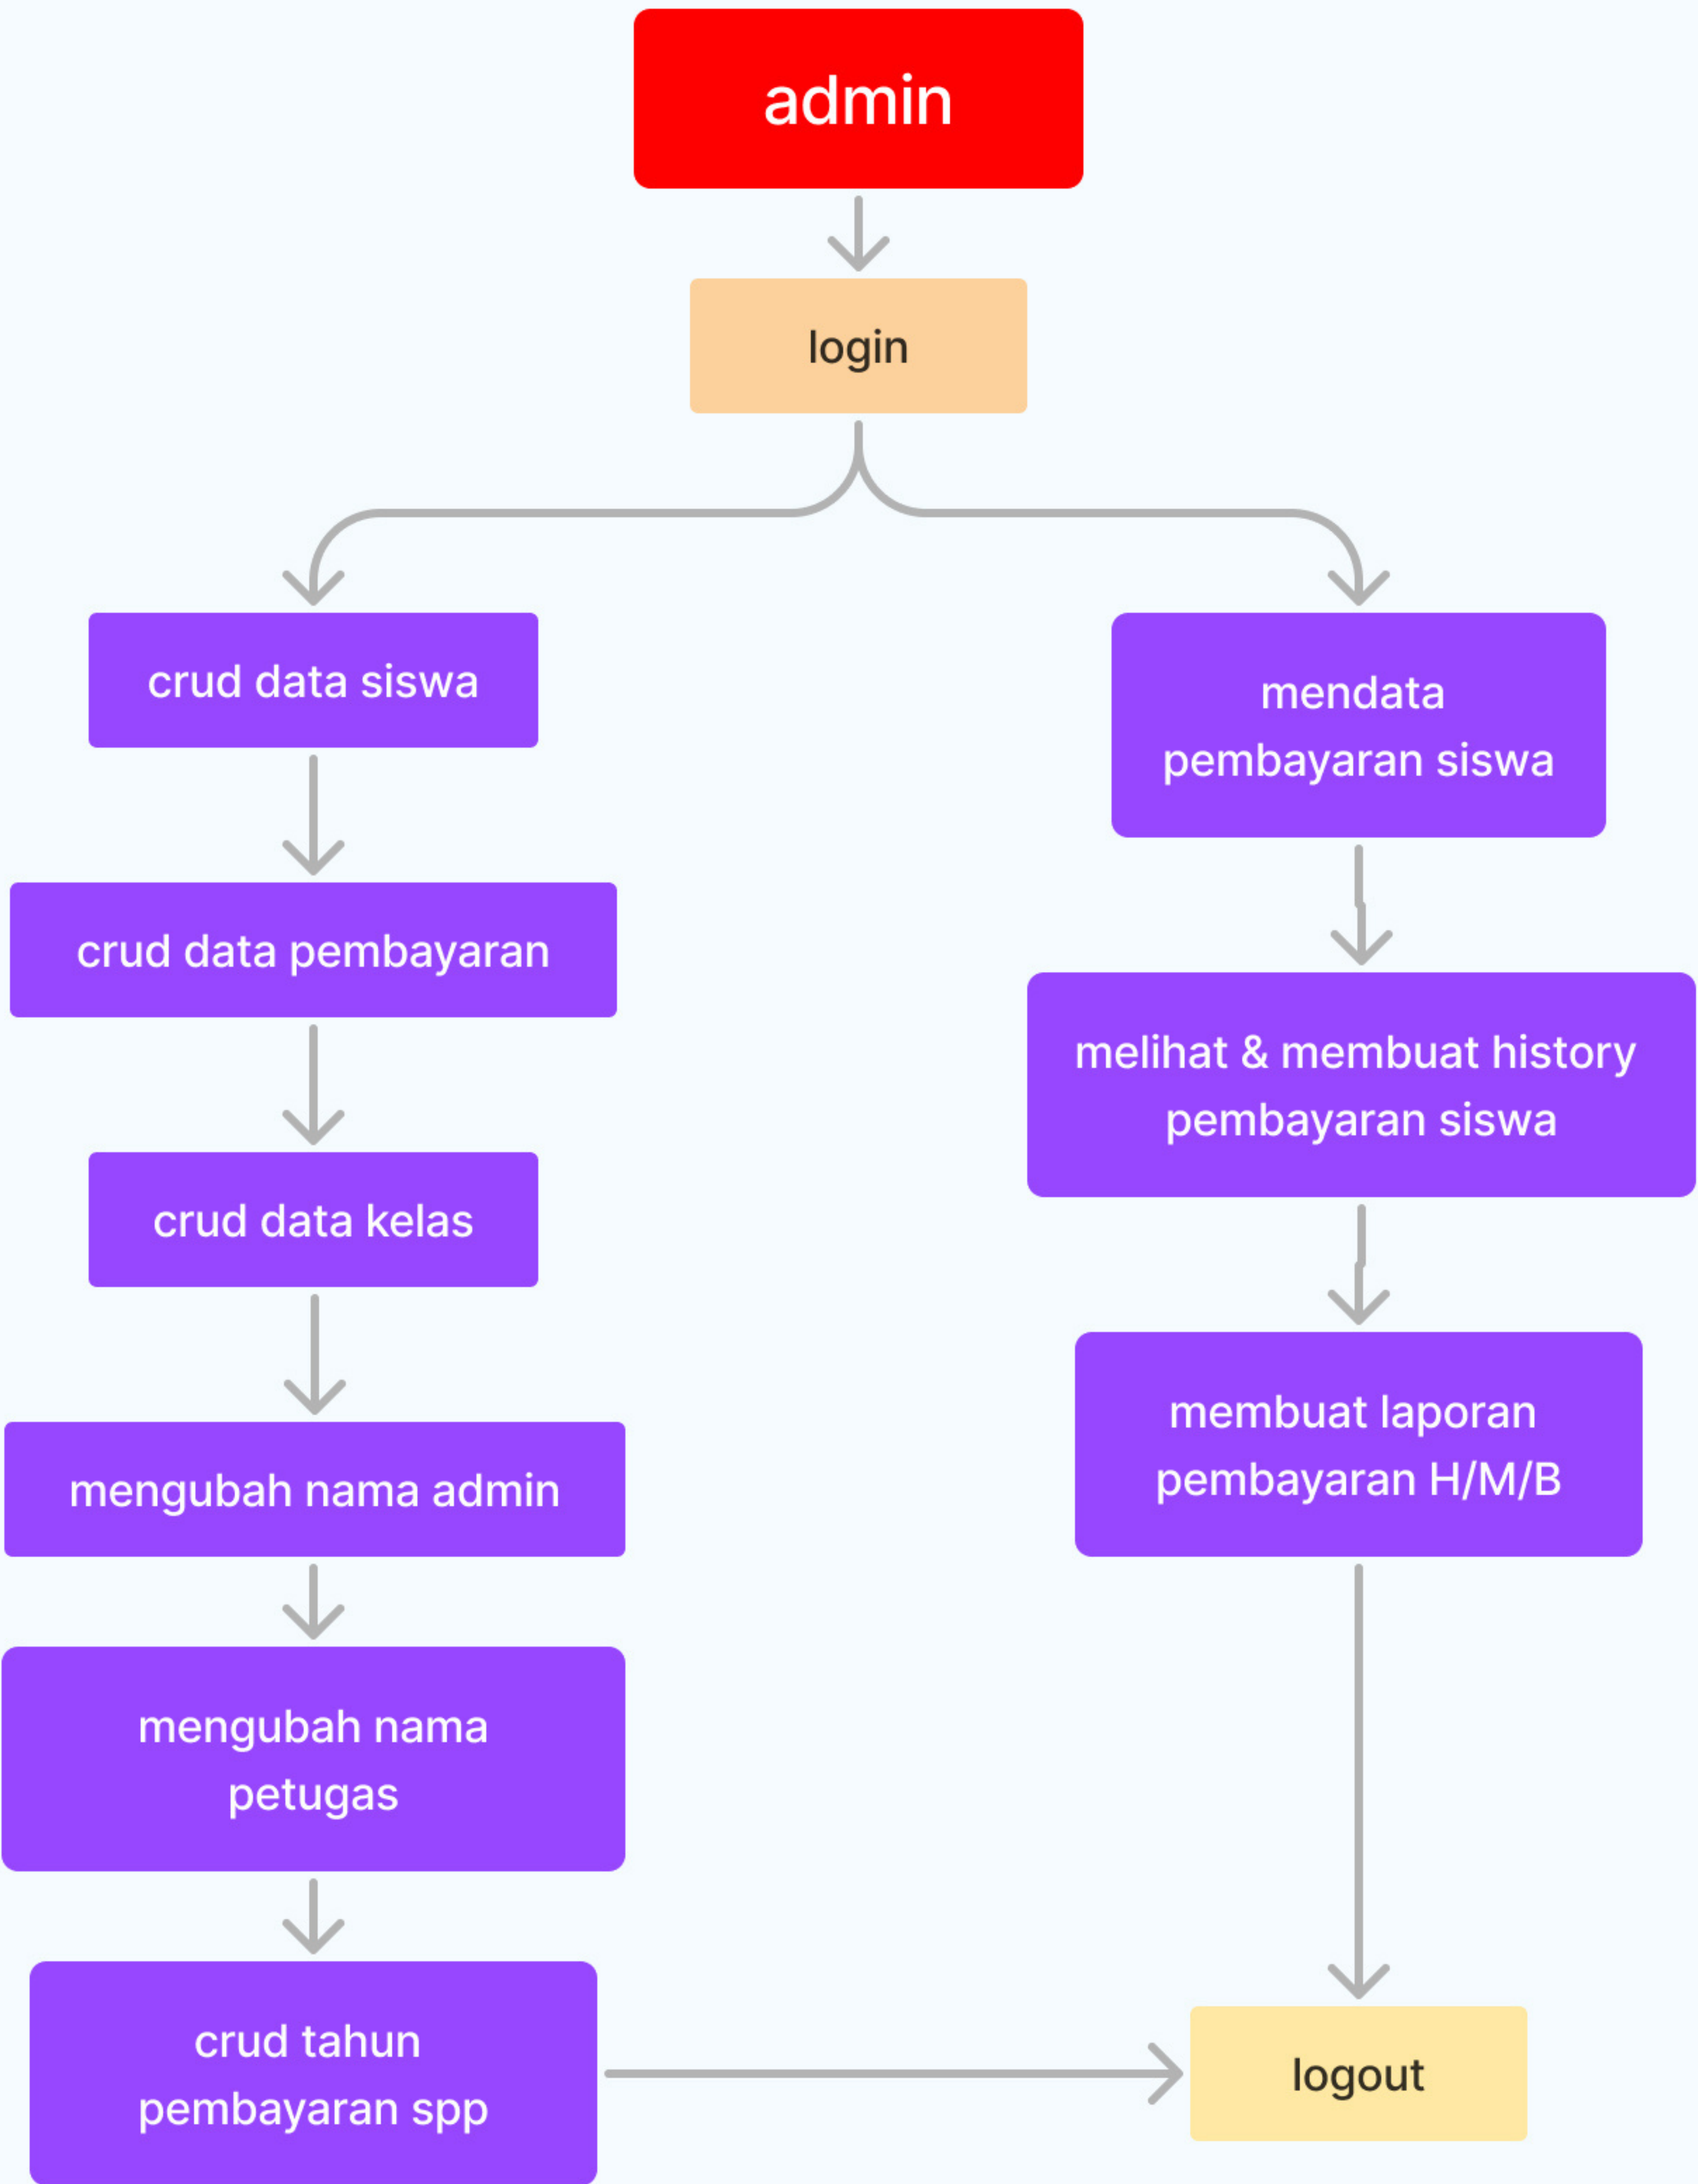 admin
login
crud data siswa
crud data pembayaran
crud data kelas
mengubah nama admin
mengubah nama
petugas
crud tahun
pembayaran spp
mendata
pembayaran siswa
melihat & membuat history
pembayaran siswa
membuat laporan
pembayaran H/M/B
logout